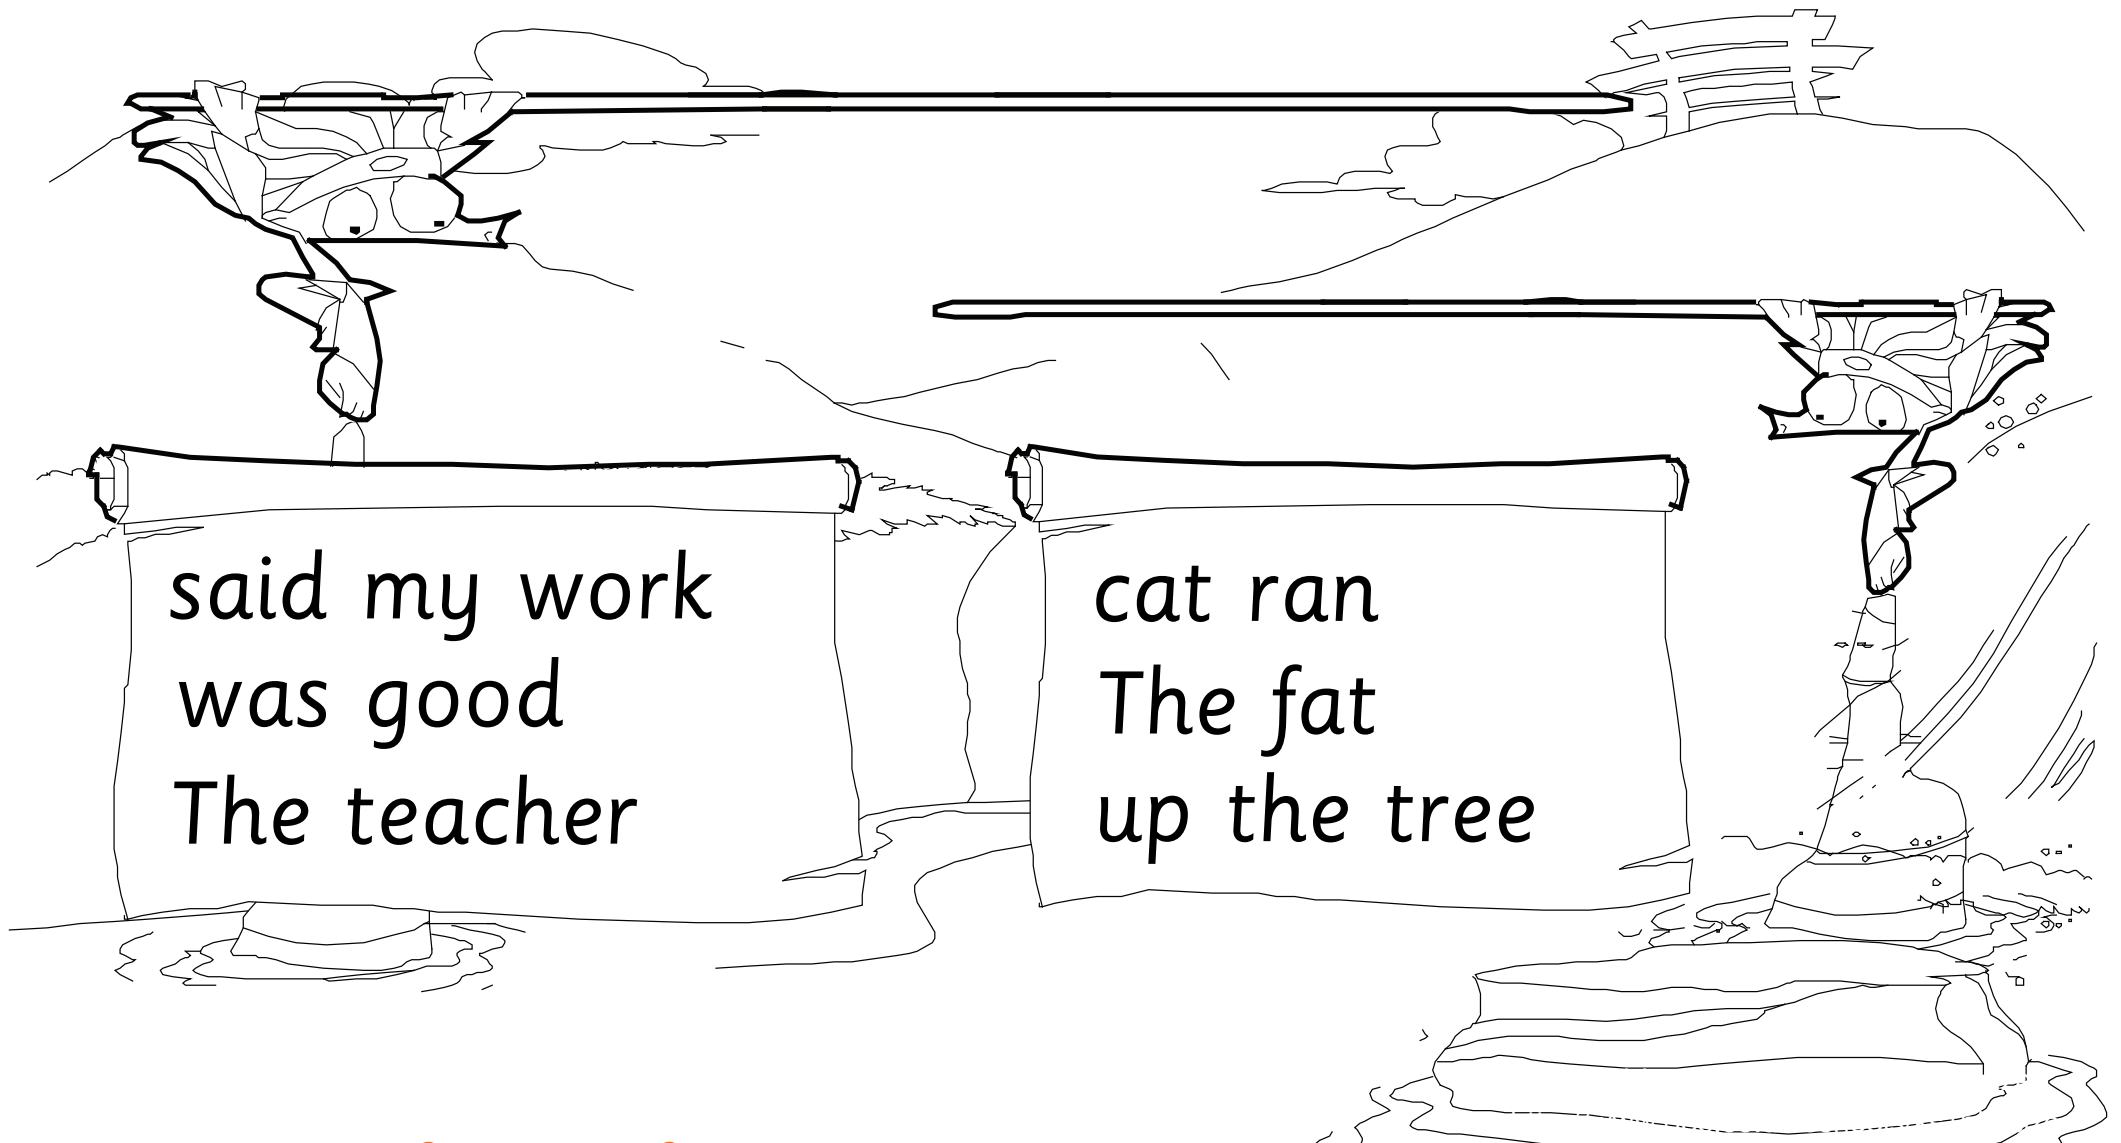 said my work
was good
The teacher
cat ran
The fat
up the tree